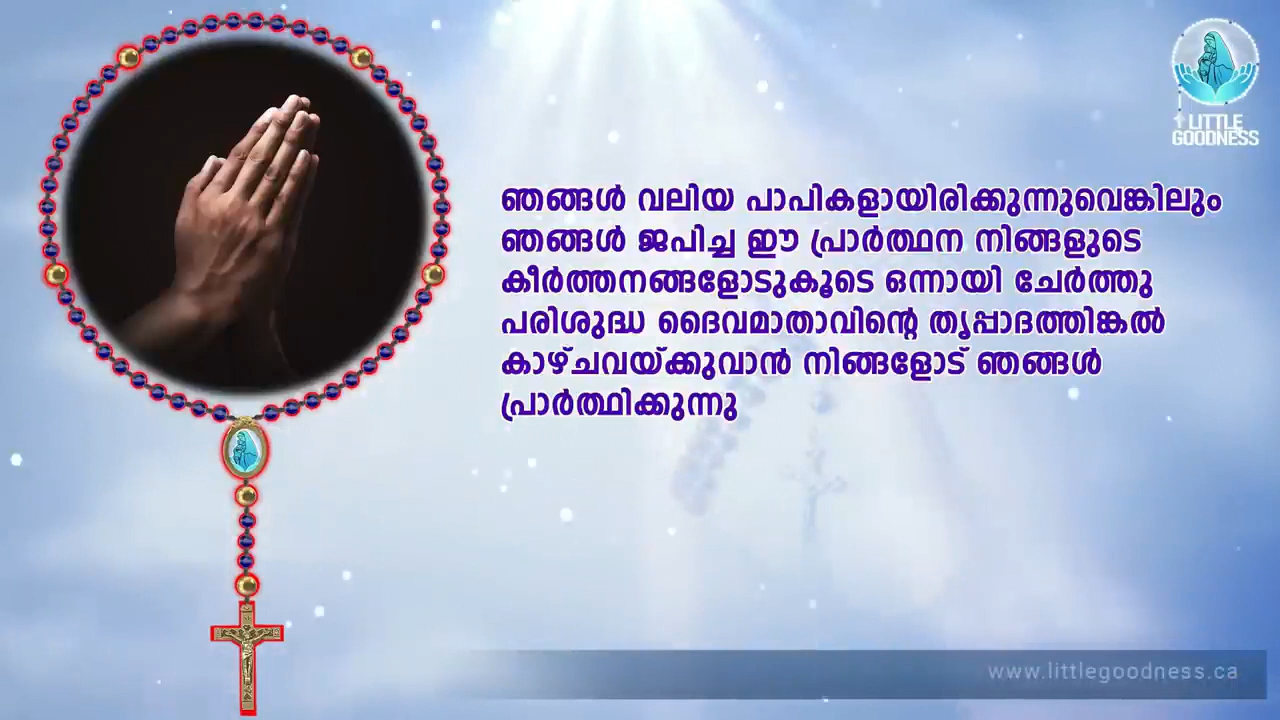 LITTLE
GOODNESS
ഞങ്ങൾ വലിയ പാപികളായിരിക്കുന്നുവെങ്കിലും
ഞങ്ങൾ ജപിച്ച ഈ പ്രാർത്ഥന നിങ്ങളുടെ
കീർത്തനങ്ങളോടുകൂടെ ഒന്നായി ചേർത്തു
പരിശുദ്ധ ദൈവമാതാവിന്റെ തൃപ്പാദത്തിങ്കൽ
കാഴ്ചവയ്ക്കുവാൻ നിങ്ങളോട് ഞങ്ങൾ
പ്രാർത്ഥിക്കുന്നു
www.littlegoodness.ca